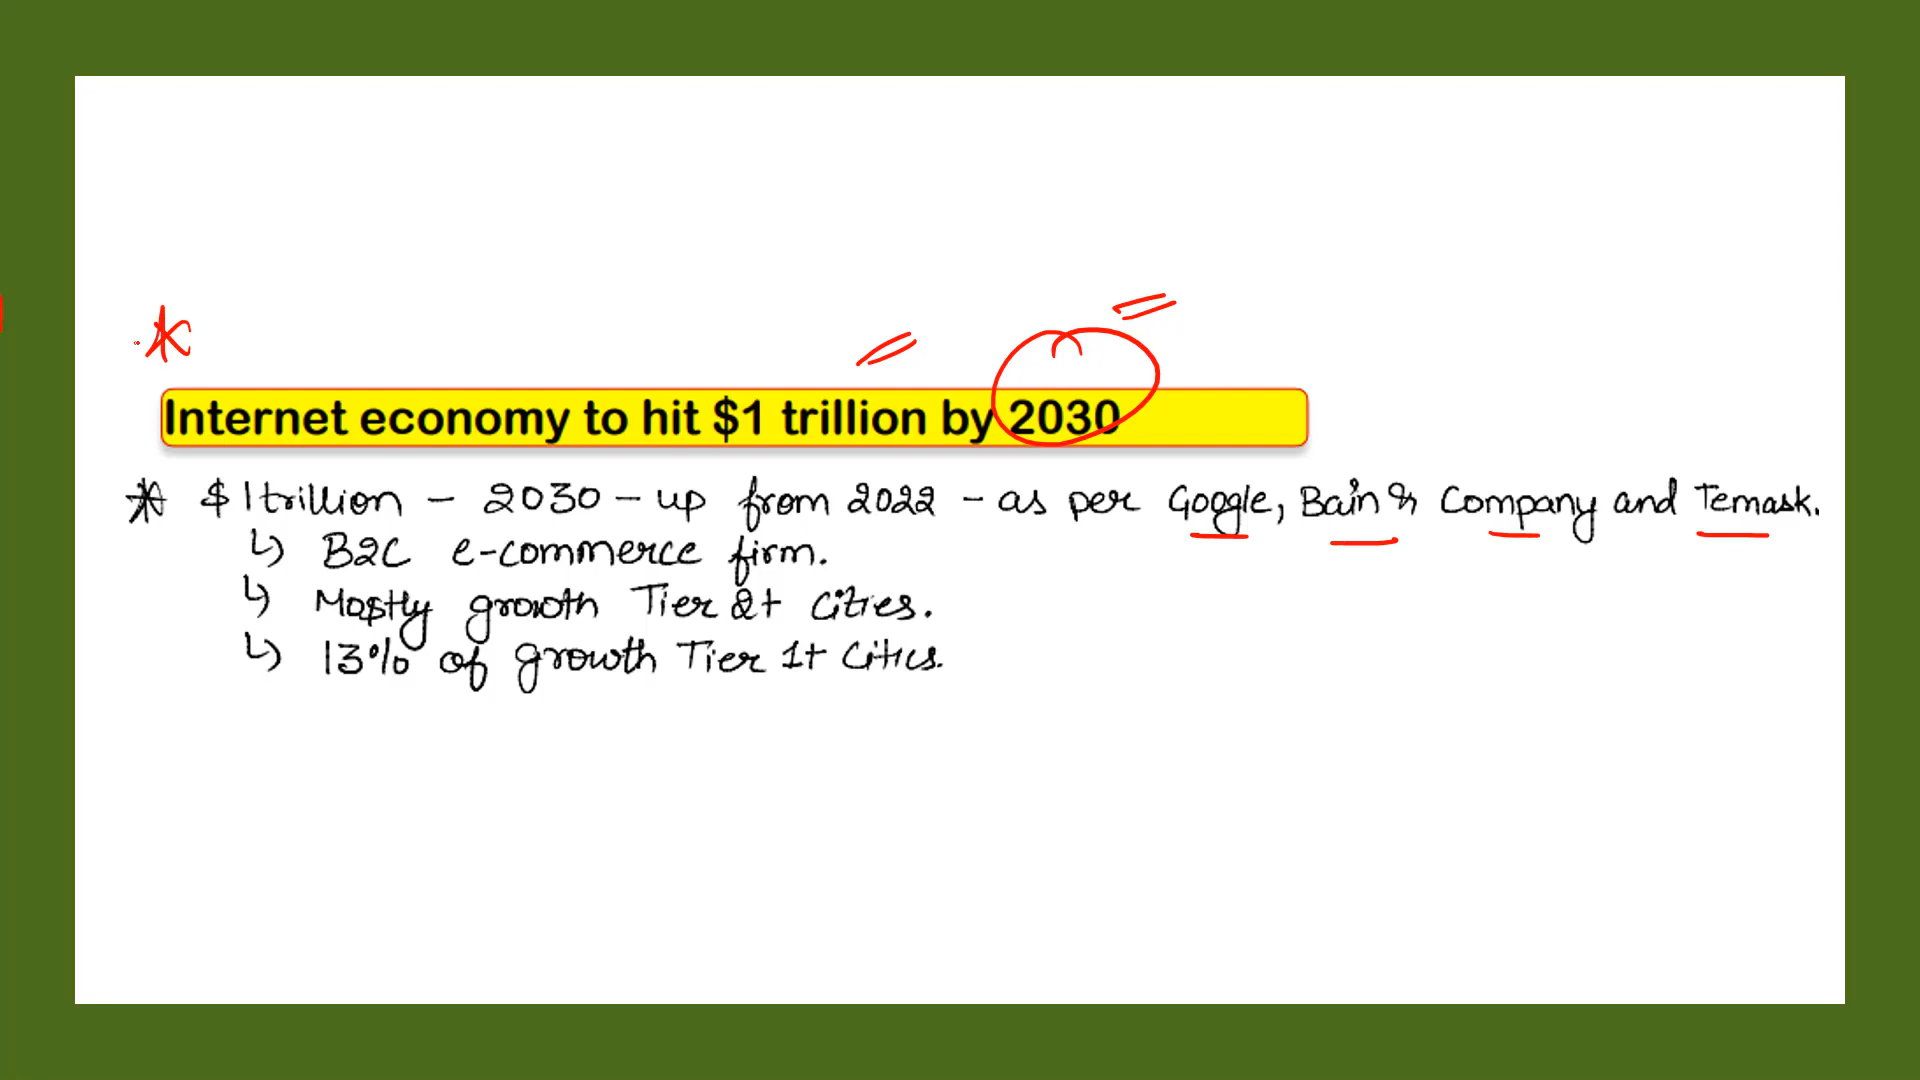 Internet economy to hit $1 trillion by 2030
* $1trillion - 2030 - up from 2022 - as per Google, Bain & Company and Temask.
↳ B2C e-commerce firm.
↳ Mostly growth Tier 2+ Cities.
↳ 13% of growth Tier 1+ Cities.